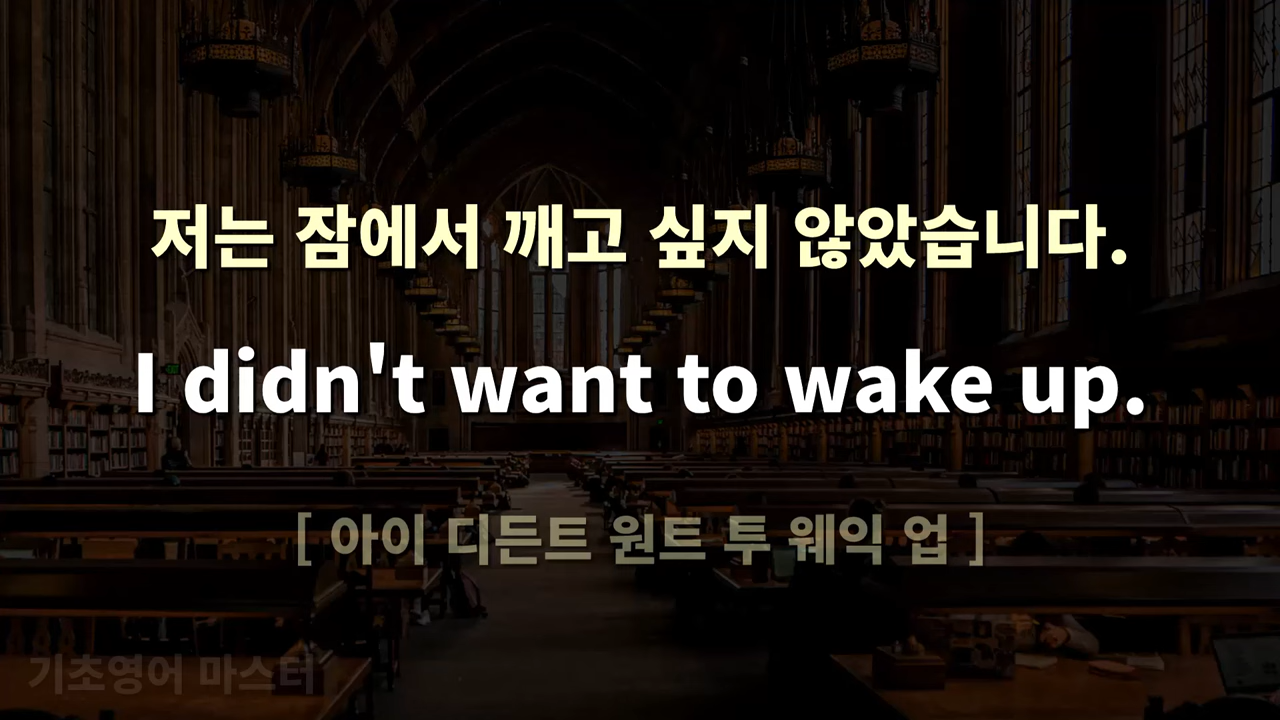 저는 잠에서 깨고 싶지 않았습니다.
I didn't want to wake up.
[ 아이 디든트 원트 투 웨익 업 ]
기초영어 마스터